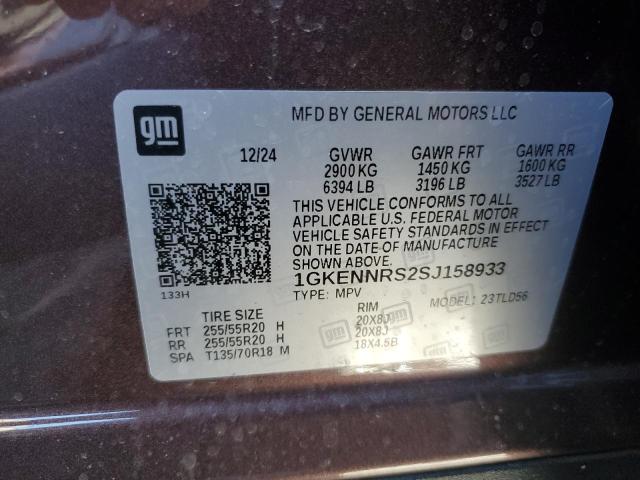 gm
MFD BY GENERAL MOTORS LLC
12/24 GVWR GAWR FRT GAWR RR
2900 KG 1450 KG 1600 KG
6394 LB 3196 LB 3527 LB
THIS VEHICLE CONFORMS TO ALL
APPLICABLE U.S. FEDERAL MOTOR
VEHICLE SAFETY STANDARDS IN EFFECT
ON THE DATE OF MANUFACTURE
SHOWN ABOVE.
1GKENNRS2SJ158933
133H TYPE: MPV MODEL: 23TLD56
TIRE SIZE RIM
FRT 255/55R20 H 20X8J
RR 255/55R20 H 20X8J
SPA T135/70R18 M 18X4.5B